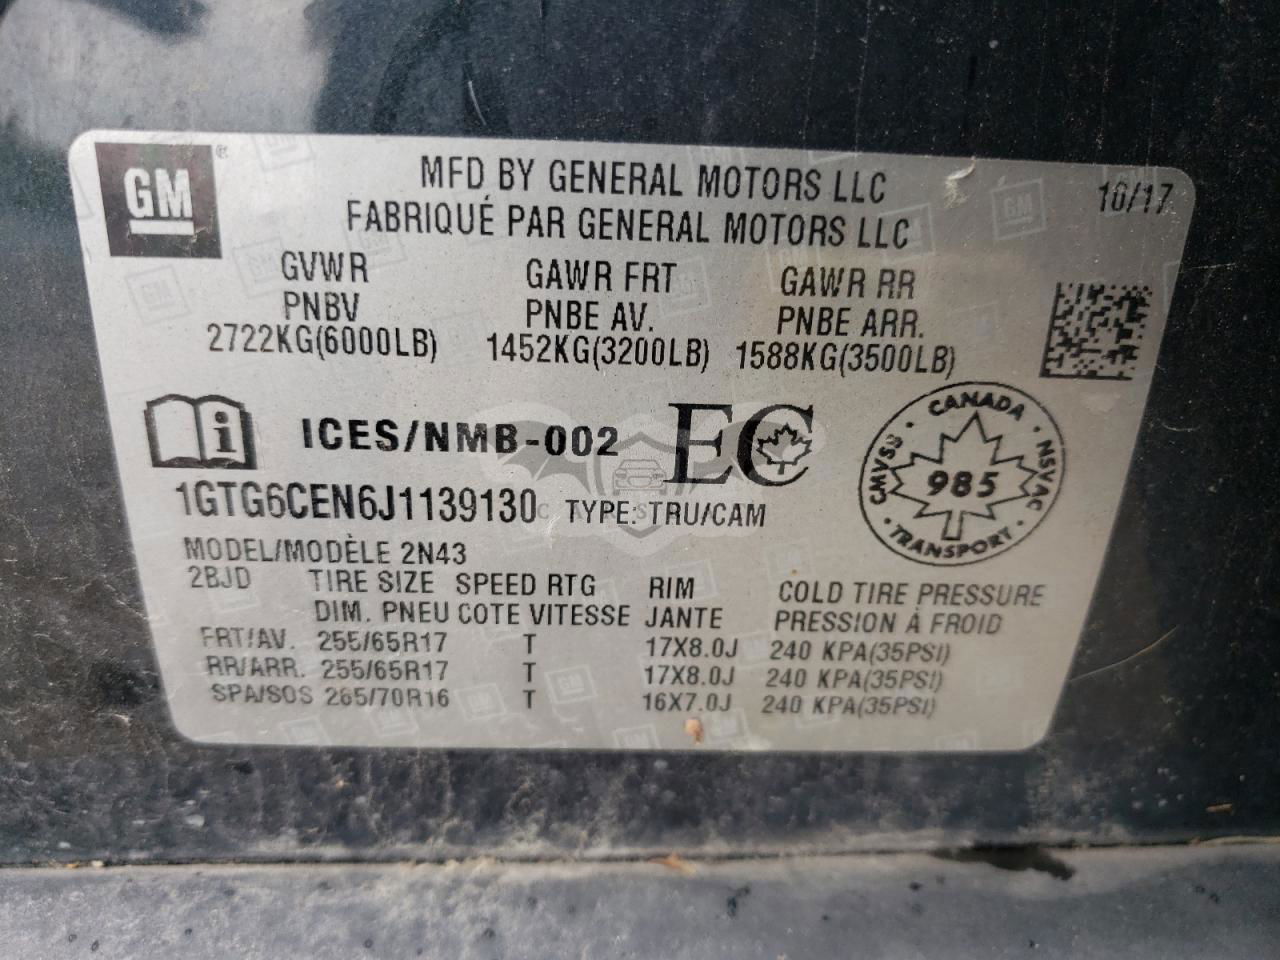 GM ®
MFD BY GENERAL MOTORS LLC
10/17
FABRIQUÉ PAR GENERAL MOTORS LLC
GVWR GAWR FRT GAWR RR
PNBV PNBE AV. PNBE ARR.
2722KG(6000LB) 1452KG(3200LB) 1588KG(3500LB)
i ICES/NMB-002 EC
CANADA
CMVSS 985 NSVAC
TRANSPORT
1GTG6CEN6J1139130 TYPE: TRU/CAM
CARS
MODEL/MODÈLE 2N43
2BJD TIRE SIZE SPEED RTG RIM COLD TIRE PRESSURE
DIM. PNEU COTE VITESSE JANTE PRESSION À FROID
FRT/AV. 255/65R17 T 17X8.0J 240 KPA(35PSI)
RR/ARR. 255/65R17 T 17X8.0J 240 KPA(35PSI)
SPA/SOS 265/70R16 T 16X7.0J 240 KPA(35PSI)